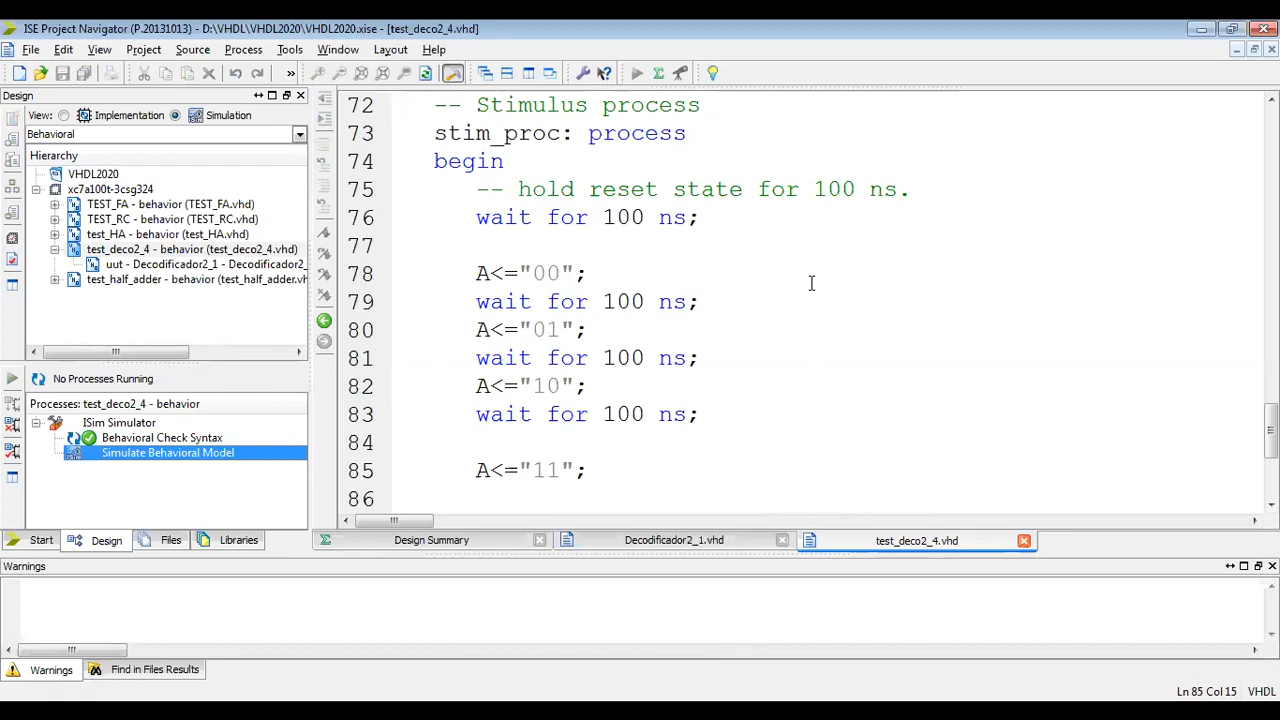 ISE Project Navigator (P.20131013) - D:\VHDL\VHDL2020\VHDL2020.xise - [test_deco2_4.vhd]
File Edit View Project Source Process Tools Window Layout Help
»
Design
View: Implementation Simulation
Behavioral
Hierarchy
VHDL2020
xc7a100t-3csg324
TEST_FA - behavior (TEST_FA.vhd)
TEST_RC - behavior (TEST_RC.vhd)
test_HA - behavior (test_HA.vhd)
test_deco2_4 - behavior (test_deco2_4.vhd)
uut - Decodificador2_1 - Decodificador2_
test_half_adder - behavior (test_half_adder.vh
No Processes Running
Processes: test_deco2_4 - behavior
ISim Simulator
Behavioral Check Syntax
Simulate Behavioral Model
Start Design Files Libraries
72 -- Stimulus process
73 stim_proc: process
74 begin
75 -- hold reset state for 100 ns.
76 wait for 100 ns;
77
78 A<="00";
79 wait for 100 ns;
80 A<="01";
81 wait for 100 ns;
82 A<="10";
83 wait for 100 ns;
84
85 A<="11";
86
Design Summary Decodificador2_1.vhd test_deco2_4.vhd
Warnings
Warnings Find in Files Results
Ln 85 Col 15 VHDL